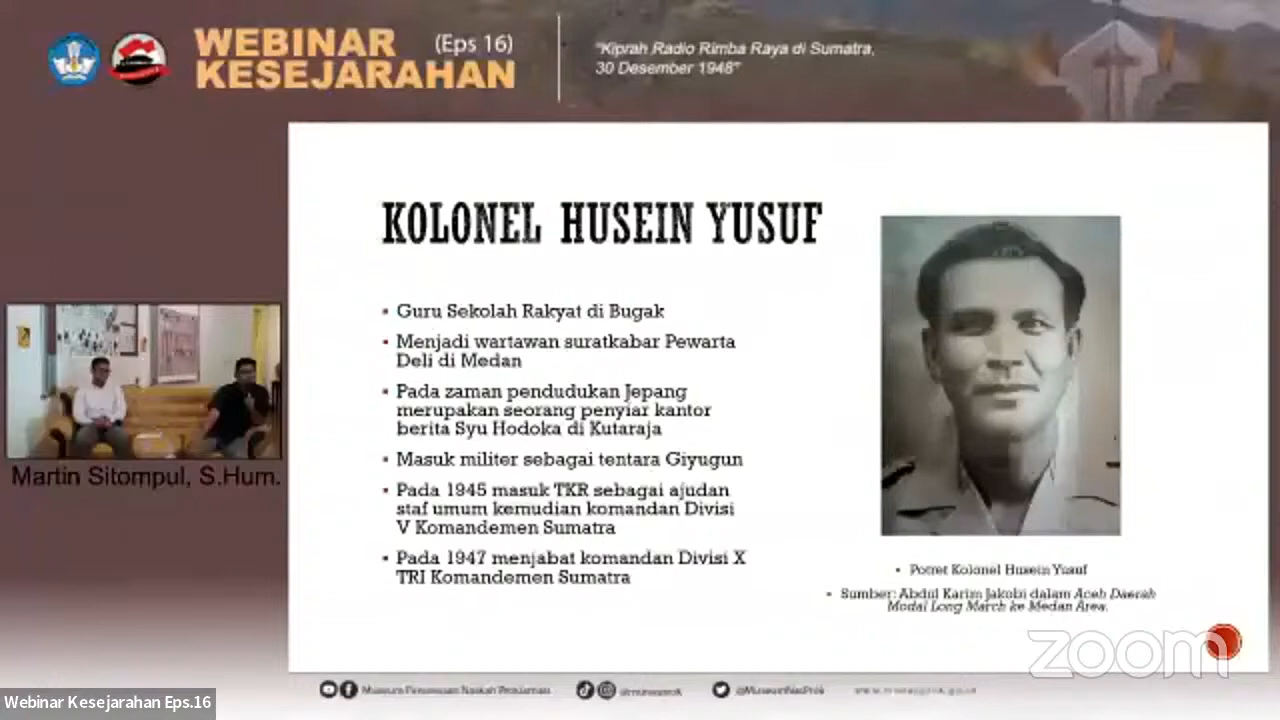 WEBINAR (Eps 16)
KESEJARAHAN
"Kiprah Radio Rimba Raya di Sumatra,
30 Desember 1948"
KOLONEL HUSEIN YUSUF
▪ Guru Sekolah Rakyat di Bugak
▪ Menjadi wartawan suratkabar Pewarta
Deli di Medan
▪ Pada zaman pendudukan Jepang
merupakan seorang penyiar kantor
berita Syu Hodoka di Kutaraja
▪ Masuk militer sebagai tentara Giyugun
▪ Pada 1945 masuk TKR sebagai ajudan
staf umum kemudian komandan Divisi
V Komandemen Sumatra
▪ Pada 1947 menjabat komandan Divisi X
TRI Komandemen Sumatra
▪ Potret Kolonel Husein Yusuf
▪ Sumber: Abdul Karim Jakobi dalam Aceh Daerah
Modal Long March ke Medan Area.
Martin Sitompul, S.Hum.
zoom
Museum Perumusan Naskah Proklamasi
@MuseumNasProk
Webinar Kesejarahan Eps.16